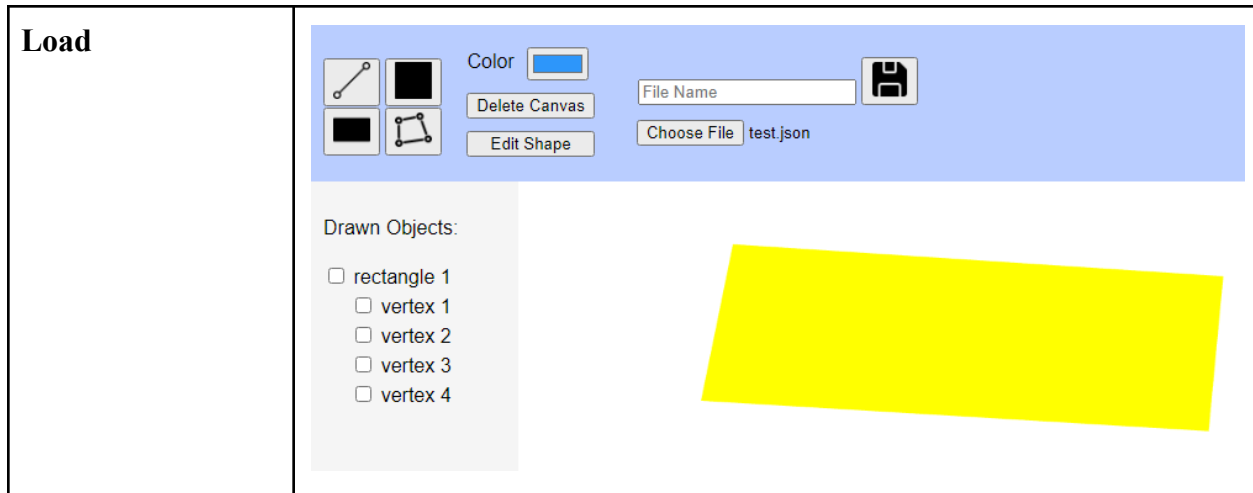 Load
Color
Delete Canvas
Edit Shape
File Name
Choose File test.json
Drawn Objects:
rectangle 1
vertex 1
vertex 2
vertex 3
vertex 4